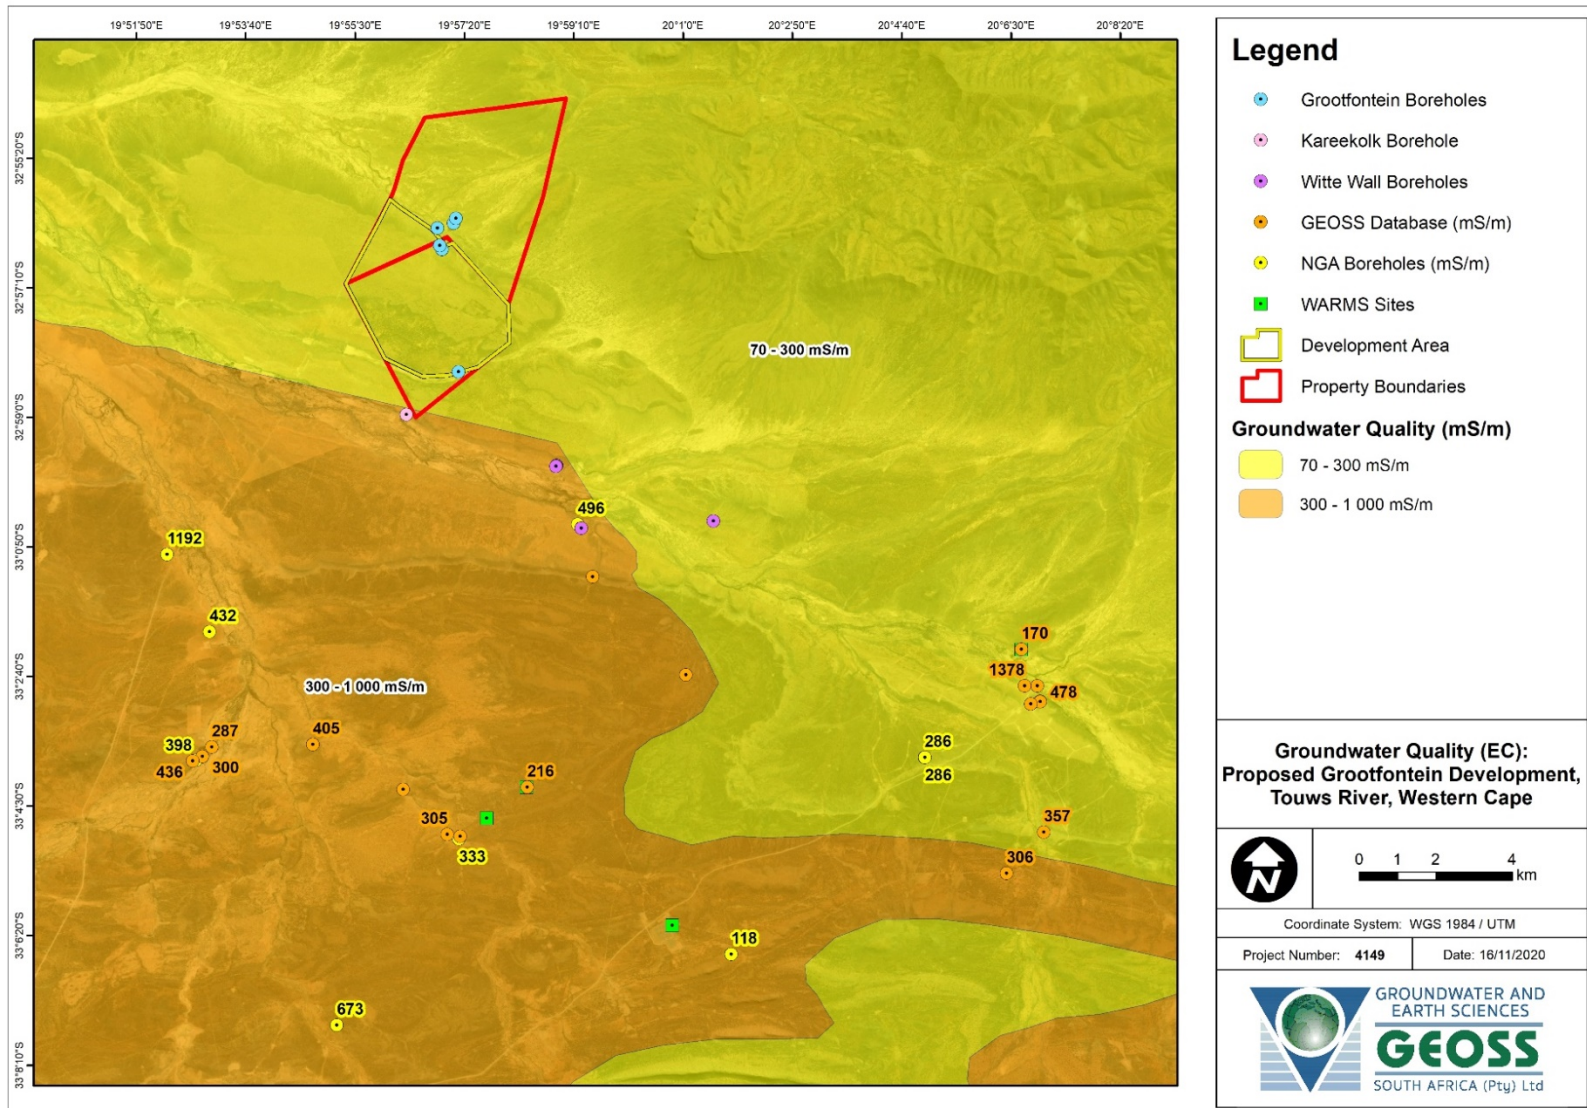 19°51'50"E 19°53'40"E 19°55'30"E 19°57'20"E 19°59'10"E 20°1'0"E 20°2'50"E 20°4'40"E 20°6'30"E 20°8'20"E
32°55'20"S
32°57'10"S
32°59'0"S
33°0'50"S
33°2'40"S
33°4'30"S
33°6'20"S
33°8'10"S
70 - 300 mS/m
496
1192
432
170
1378
478
300 - 1 000 mS/m
287
405
398
436
300
286
286
216
305
333
357
306
118
673
Legend
Grootfontein Boreholes
Kareekolk Borehole
Witte Wall Boreholes
GEOSS Database (mS/m)
NGA Boreholes (mS/m)
WARMS Sites
Development Area
Property Boundaries
Groundwater Quality (mS/m)
70 - 300 mS/m
300 - 1 000 mS/m
Groundwater Quality (EC):
Proposed Grootfontein Development,
Touws River, Western Cape
N
0 1 2 4
km
Coordinate System: WGS 1984 / UTM
Project Number: 4149 Date: 16/11/2020
GROUNDWATER AND
EARTH SCIENCES
GEOSS
SOUTH AFRICA (Pty) Ltd